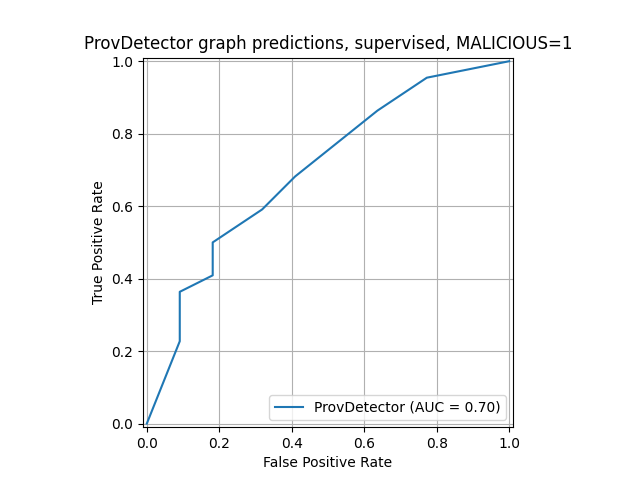 ProvDetector graph predictions, supervised, MALICIOUS=1
1.0
0.8
0.6
0.4
0.2
0.0
True Positive Rate
ProvDetector (AUC = 0.70)
0.0 0.2 0.4 0.6 0.8 1.0
False Positive Rate